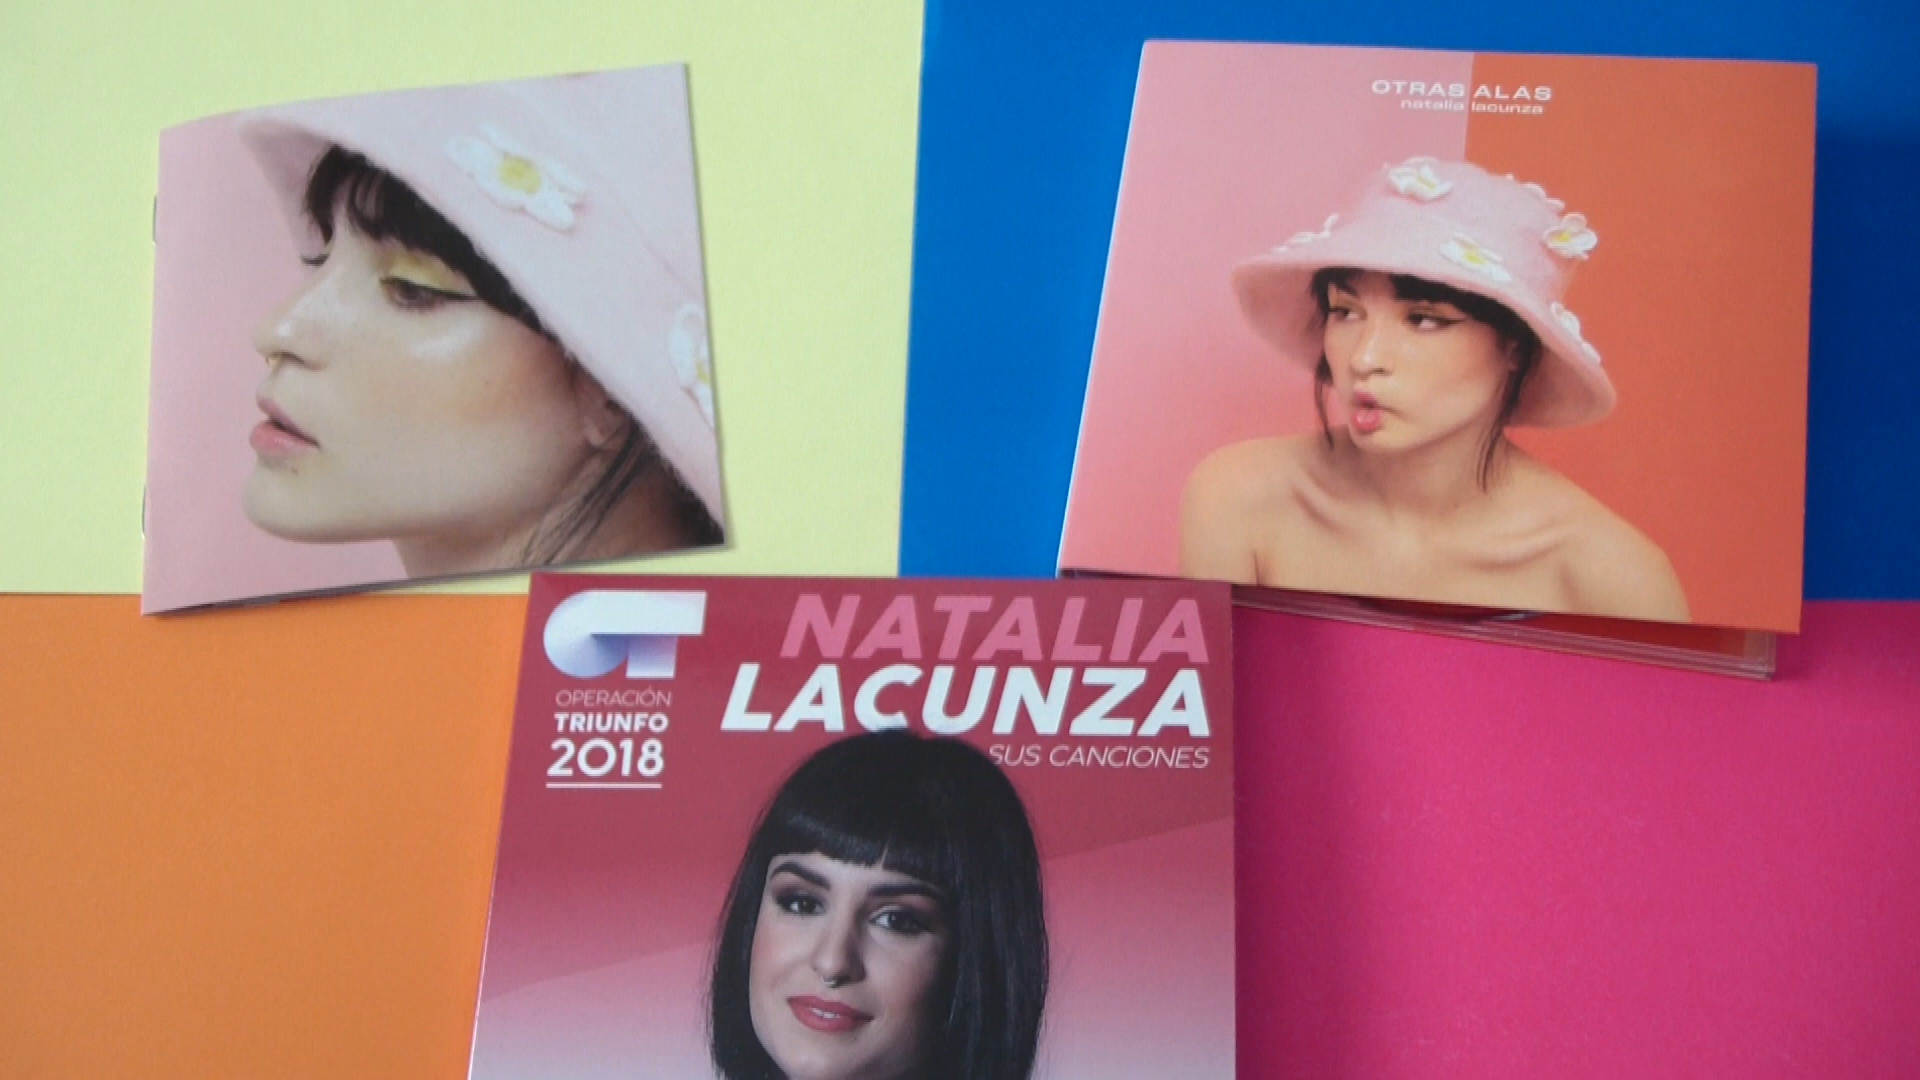 OTRAS ALAS
natalia lacunza
OT
OPERACIÓN
TRIUNFO
2018
NATALIA
LACUNZA
SUS CANCIONES